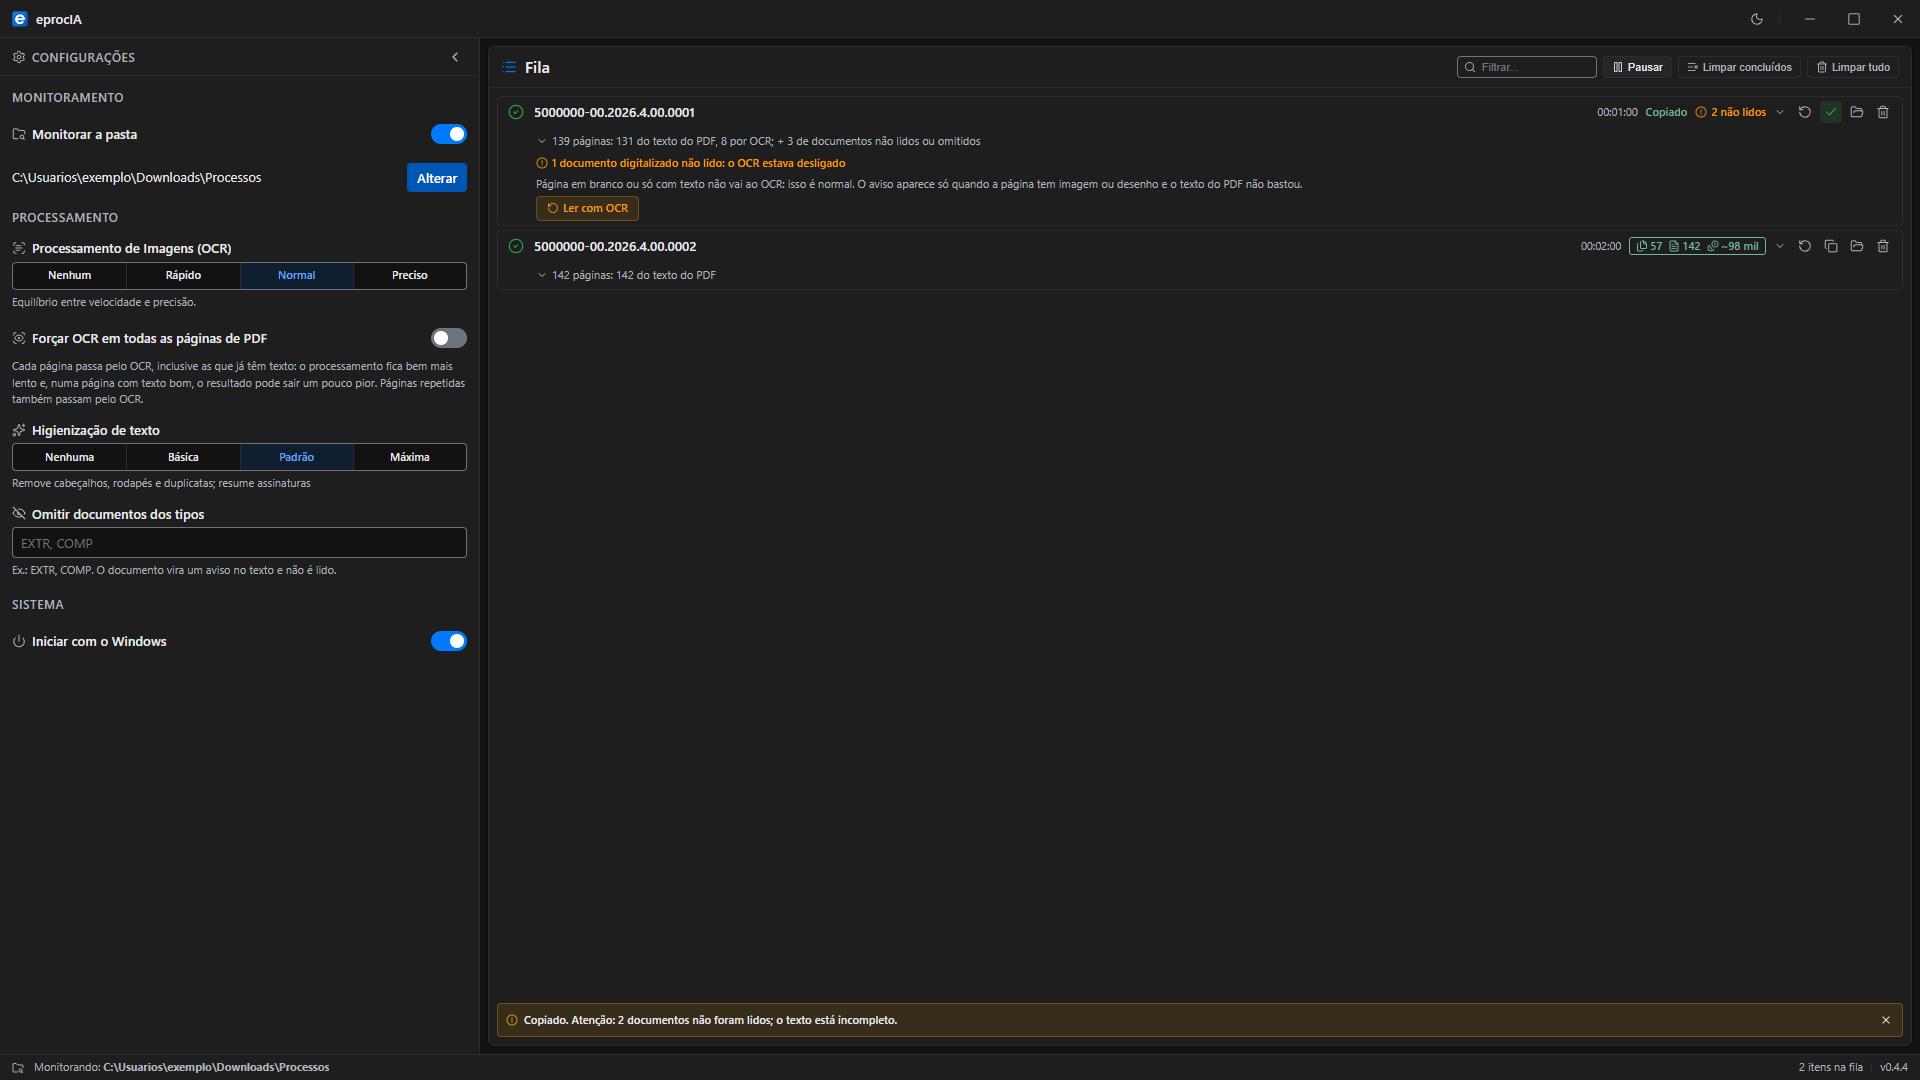 eprocIA
CONFIGURAÇÕES
MONITORAMENTO
Monitorar a pasta
C:\Usuarios\exemplo\Downloads\Processos
Alterar
PROCESSAMENTO
Processamento de Imagens (OCR)
Nenhum Rápido Normal Preciso
Equilíbrio entre velocidade e precisão.
Forçar OCR em todas as páginas de PDF
Cada página passa pelo OCR, inclusive as que já têm texto: o processamento fica bem mais
lento e, numa página com texto bom, o resultado pode sair um pouco pior. Páginas repetidas
também passam pelo OCR.
Higienização de texto
Nenhuma Básica Padrão Máxima
Remove cabeçalhos, rodapés e duplicatas; resume assinaturas
Omitir documentos dos tipos
EXTR, COMP
Ex.: EXTR, COMP. O documento vira um aviso no texto e não é lido.
SISTEMA
Iniciar com o Windows
Fila
Filtrar...
Pausar
Limpar concluídos
Limpar tudo
5000000-00.2026.4.00.0001
00:01:00 Copiado 2 não lidos
139 páginas: 131 do texto do PDF, 8 por OCR; + 3 de documentos não lidos ou omitidos
1 documento digitalizado não lido: o OCR estava desligado
Página em branco ou só com texto não vai ao OCR: isso é normal. O aviso aparece só quando a página tem imagem ou desenho e o texto do PDF não bastou.
Ler com OCR
5000000-00.2026.4.00.0002
00:02:00 57 142 ~98 mil
142 páginas: 142 do texto do PDF
Copiado. Atenção: 2 documentos não foram lidos; o texto está incompleto.
Monitorando: C:\Usuarios\exemplo\Downloads\Processos
2 itens na fila
v0.4.4